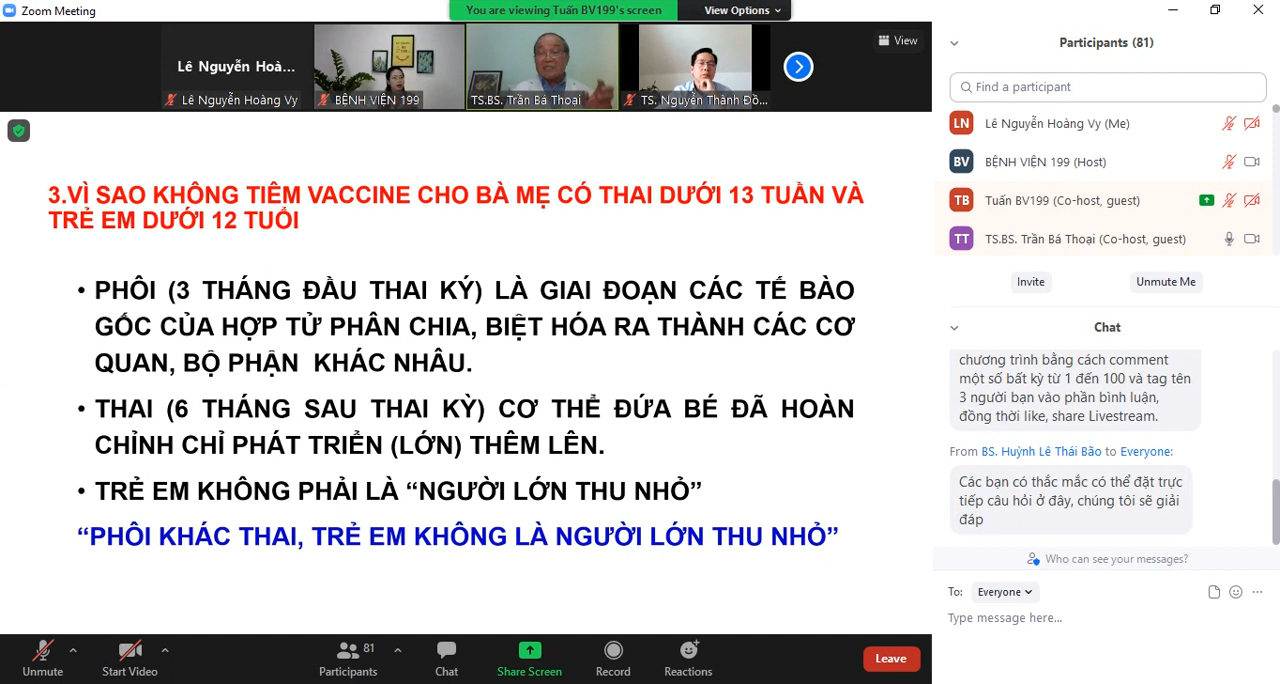 Zoom Meeting
You are viewing Tuấn BV199's screen
View Options
Lê Nguyễn Hoà...
Lê Nguyễn Hoàng Vy
BỆNH VIỆN 199
TS.BS. Trần Bá Thoại
TS. Nguyễn Thành Đồ...
View
3.VÌ SAO KHÔNG TIÊM VACCINE CHO BÀ MẸ CÓ THAI DƯỚI 13 TUẦN VÀ
TRẺ EM DƯỚI 12 TUỔI
• PHÔI (3 THÁNG ĐẦU THAI KÝ) LÀ GIAI ĐOẠN CÁC TẾ BÀO
GỐC CỦA HỢP TỬ PHÂN CHIA, BIỆT HÓA RA THÀNH CÁC CƠ
QUAN, BỘ PHẬN KHÁC NHÂU.
• THAI (6 THÁNG SAU THAI KỲ) CƠ THỂ ĐỨA BÉ ĐÃ HOÀN
CHỈNH CHỈ PHÁT TRIỂN (LỚN) THÊM LÊN.
• TRẺ EM KHÔNG PHẢI LÀ “NGƯỜI LỚN THU NHỎ”
“PHÔI KHÁC THAI, TRẺ EM KHÔNG LÀ NGƯỜI LỚN THU NHỎ”
Unmute
Start Video
81
Participants
Chat
Share Screen
Record
Reactions
Leave
Participants (81)
Find a participant
LN Lê Nguyễn Hoàng Vy (Me)
BV BỆNH VIỆN 199 (Host)
TB Tuấn BV199 (Co-host, guest)
TT TS.BS. Trần Bá Thoại (Co-host, guest)
Invite
Unmute Me
Chat
chương trình bằng cách comment
một số bất kỳ từ 1 đến 100 và tag tên
3 người bạn vào phần bình luận,
đồng thời like, share Livestream.
From BS. Huỳnh Lê Thái Bão to Everyone:
Các bạn có thắc mắc có thể đặt trực
tiếp câu hỏi ở đây, chúng tôi sẽ giải
đáp
Who can see your messages?
To: Everyone
Type message here...